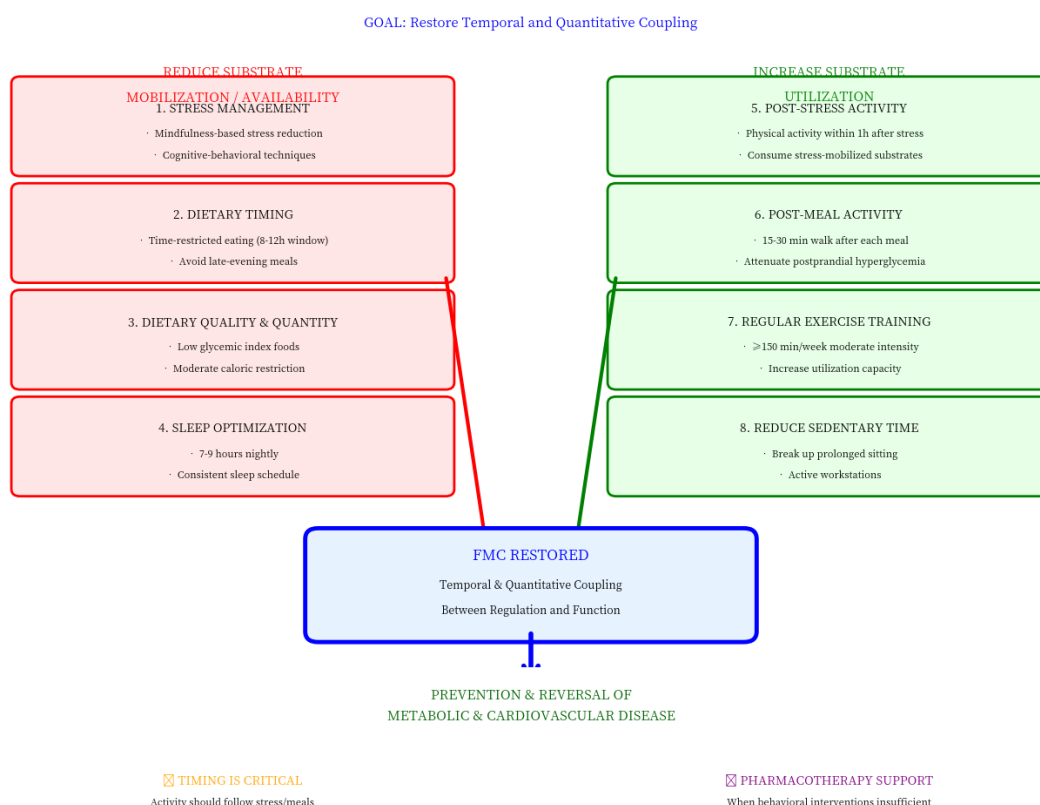 GOAL: Restore Temporal and Quantitative Coupling
REDUCE SUBSTRATE
MOBILIZATION / AVAILABILITY
1. STRESS MANAGEMENT
· Mindfulness-based stress reduction
· Cognitive-behavioral techniques
2. DIETARY TIMING
· Time-restricted eating (8-12h window)
· Avoid late-evening meals
3. DIETARY QUALITY & QUANTITY
· Low glycemic index foods
· Moderate caloric restriction
4. SLEEP OPTIMIZATION
· 7-9 hours nightly
· Consistent sleep schedule
INCREASE SUBSTRATE
UTILIZATION
5. POST-STRESS ACTIVITY
· Physical activity within 1h after stress
· Consume stress-mobilized substrates
6. POST-MEAL ACTIVITY
· 15-30 min walk after each meal
· Attenuate postprandial hyperglycemia
7. REGULAR EXERCISE TRAINING
· ⩾150 min/week moderate intensity
· Increase utilization capacity
8. REDUCE SEDENTARY TIME
· Break up prolonged sitting
· Active workstations
FMC RESTORED
Temporal & Quantitative Coupling
Between Regulation and Function
PREVENTION & REVERSAL OF
METABOLIC & CARDIOVASCULAR DISEASE
TIMING IS CRITICAL
Activity should follow stress/meals
PHARMACOTHERAPY SUPPORT
When behavioral interventions insufficient